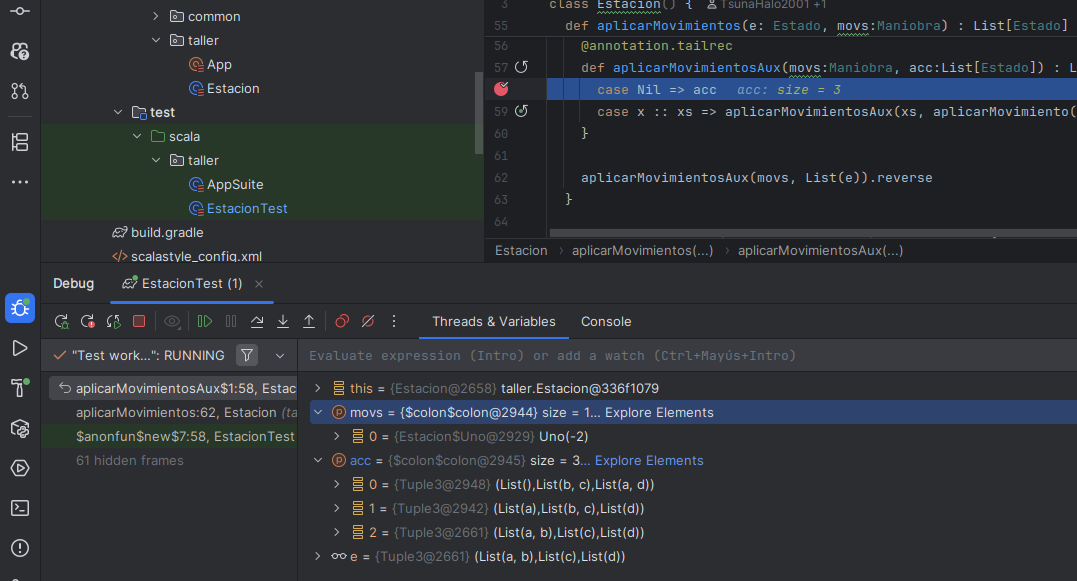 common
taller
App
Estacion
test
scala
taller
AppSuite
EstacionTest
build.gradle
scalastyle_config.xml
3 class Estacion() { TsunaHalo2001 +1
55 def aplicarMovimientos(e: Estado, movs:Maniobra) : List[Estado]
56 @annotation.tailrec
57 def aplicarMovimientosAux(movs:Maniobra, acc:List[Estado]) : L
case Nil => acc acc: size = 3
59 case x :: xs => aplicarMovimientosAux(xs, aplicarMovimiento(
60 }
61
62 aplicarMovimientosAux(movs, List(e)).reverse
63 }
64
Estacion > aplicarMovimientos(...) > aplicarMovimientosAux(...)
Debug EstacionTest (1)
Threads & Variables Console
"Test work...": RUNNING
Evaluate expression (Intro) or add a watch (Ctrl+Mayús+Intro)
aplicarMovimientosAux$1:58, Estac
aplicarMovimientos:62, Estacion (ta
$anonfun$new$7:58, EstacionTest
61 hidden frames
this = {Estacion@2658} taller.Estacion@336f1079
movs = {$colon$colon@2944} size = 1... Explore Elements
0 = {Estacion$Uno@2929} Uno(-2)
acc = {$colon$colon@2945} size = 3... Explore Elements
0 = {Tuple3@2948} (List(),List(b, c),List(a, d))
1 = {Tuple3@2942} (List(a),List(b, c),List(d))
2 = {Tuple3@2661} (List(a, b),List(c),List(d))
e = {Tuple3@2661} (List(a, b),List(c),List(d))